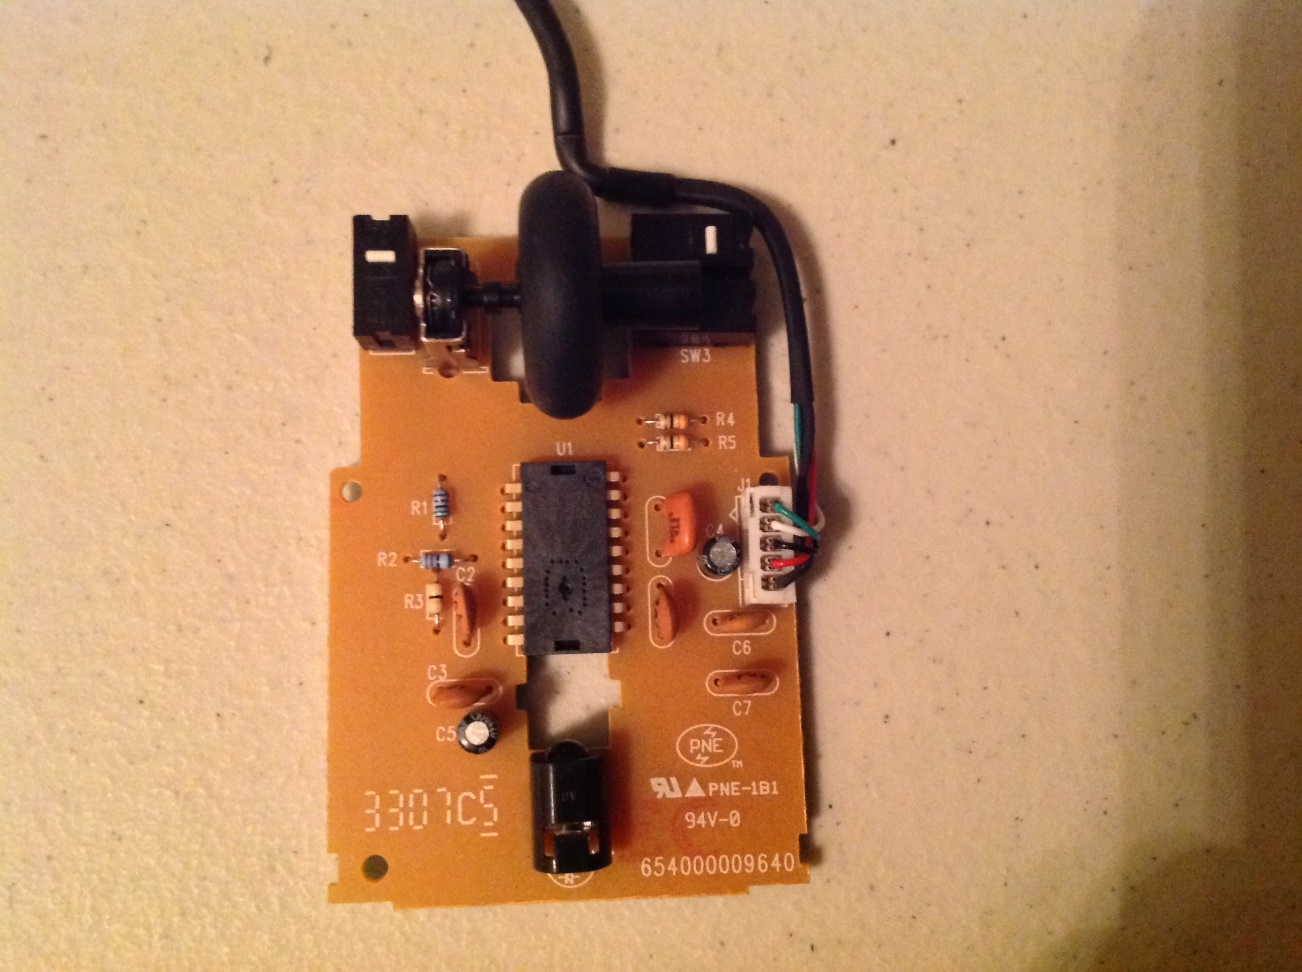 SW3
R4
R5
U1
J1
R1
C4
R2
C2
R3
C6
C3
C7
C5
PNE
TM
PNE-1B1
94V-0
3307C5
654000009640
-R-